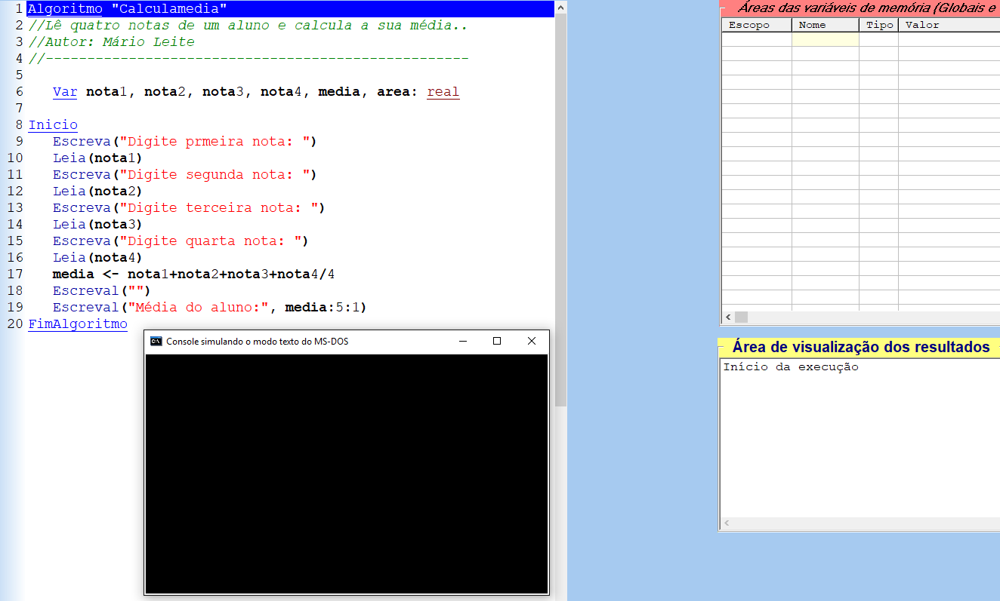 1 Algoritmo "Calculamedia"
2 //Lê quatro notas de um aluno e calcula a sua média..
3 //Autor: Mário Leite
4 //---------------------------------------------------
5
6 Var nota1, nota2, nota3, nota4, media, area: real
7
8 Inicio
9 Escreva("Digite prmeira nota: ")
10 Leia(nota1)
11 Escreva("Digite segunda nota: ")
12 Leia(nota2)
13 Escreva("Digite terceira nota: ")
14 Leia(nota3)
15 Escreva("Digite quarta nota: ")
16 Leia(nota4)
17 media <- nota1+nota2+nota3+nota4/4
18 Escreval("")
19 Escreval("Média do aluno:", media:5:1)
20 FimAlgoritmo
C:\ Console simulando o modo texto do MS-DOS
Áreas das variáveis de memória (Globais e
Escopo Nome Tipo Valor
Área de visualização dos resultados
Início da execução